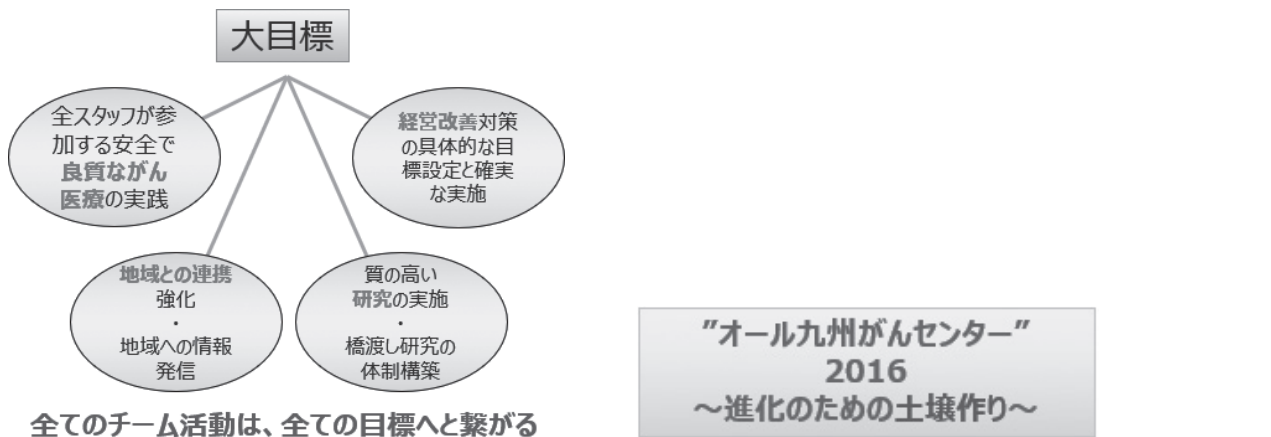 大目標
全スタッフが参
加する安全で
良質ながん
医療の実践
経営改善対策
の具体的な目
標設定と確実
な実施
地域との連携
強化
・
地域への情報
発信
質の高い
研究の実施
・
橋渡し研究の
体制構築
全てのチーム活動は、全ての目標へと繋がる
”オール九州がんセンター”
2016
～進化のための土壌作り～